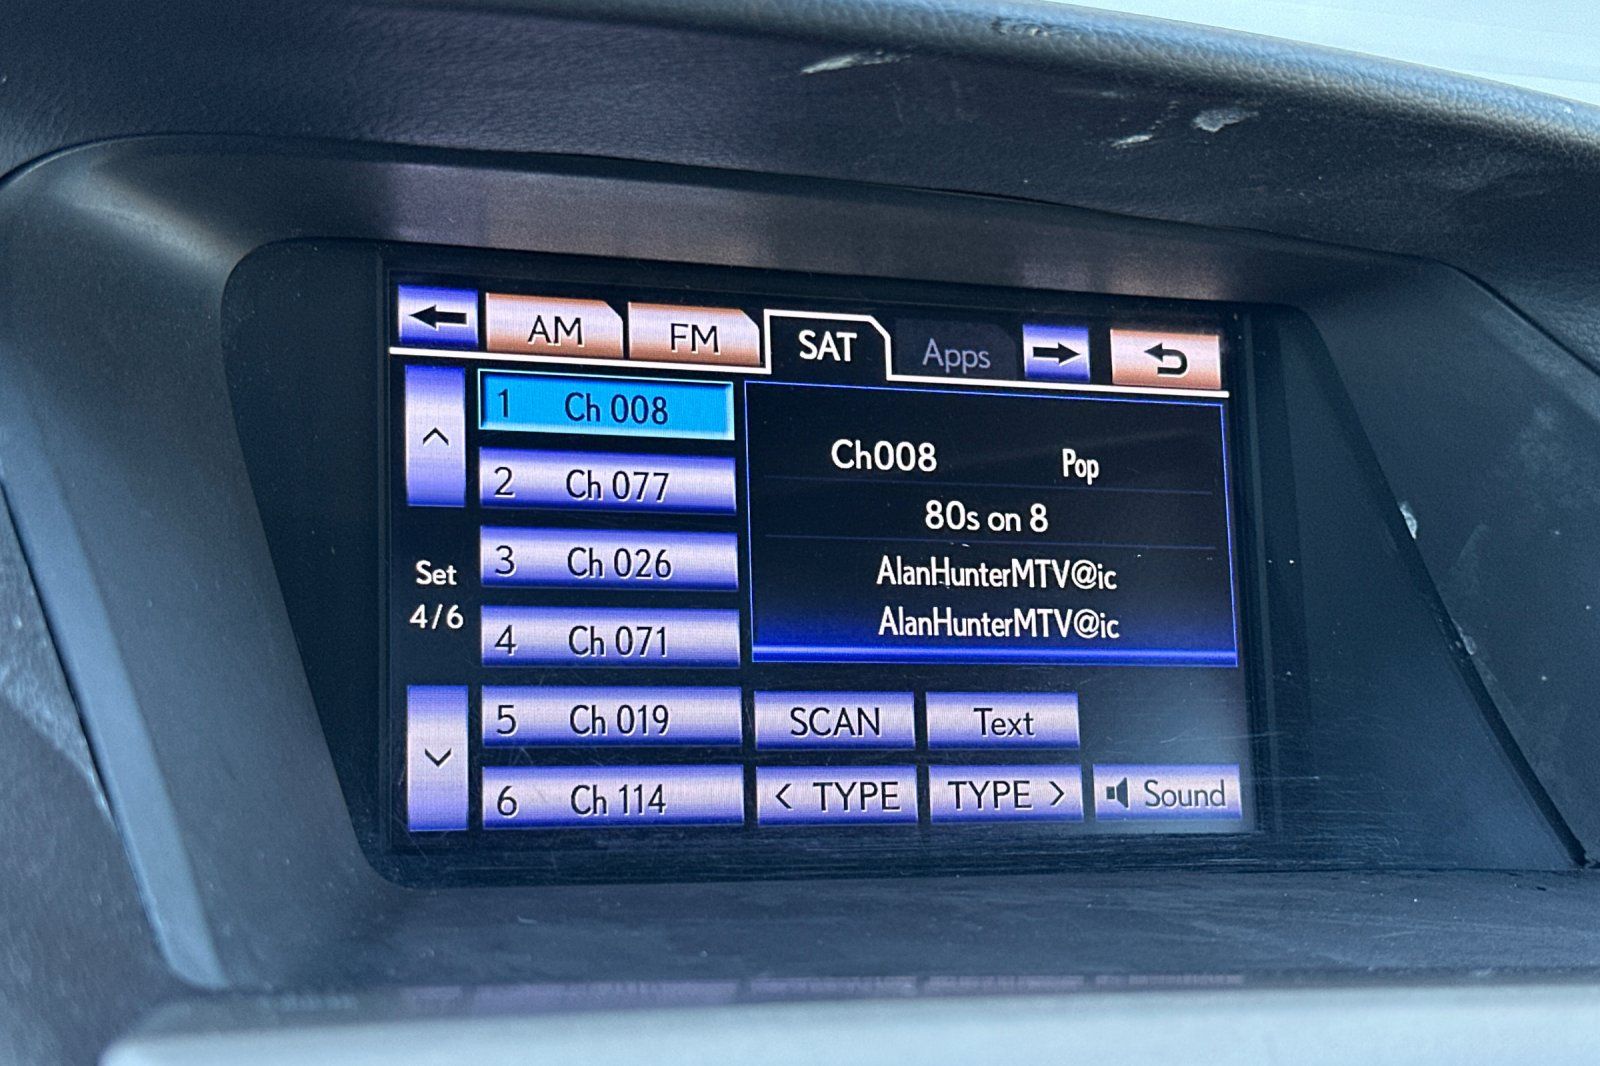 AM FM SAT Apps
1 Ch 008
2 Ch 077
3 Ch 026
4 Ch 071
5 Ch 019
6 Ch 114
Set
4/6
Ch008 Pop
80s on 8
AlanHunterMTV@ic
AlanHunterMTV@ic
SCAN Text
< TYPE TYPE > Sound